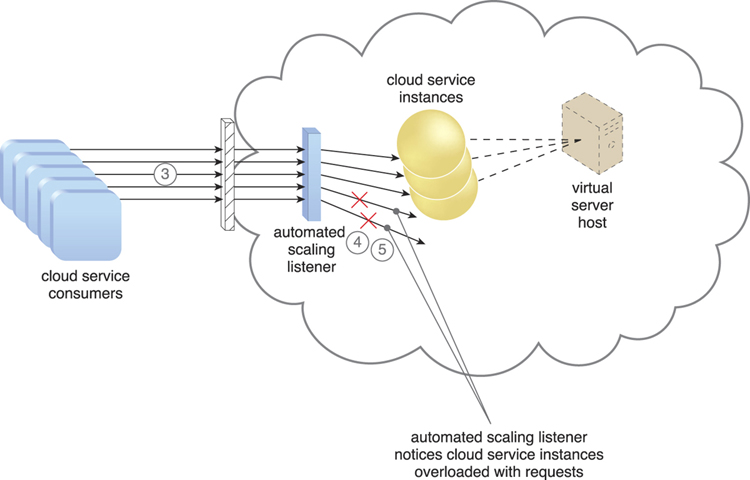 cloud service
instances
3
virtual
server
host
automated
scaling
listener
4
5
cloud service
consumers
automated scaling listener
notices cloud service instances
overloaded with requests